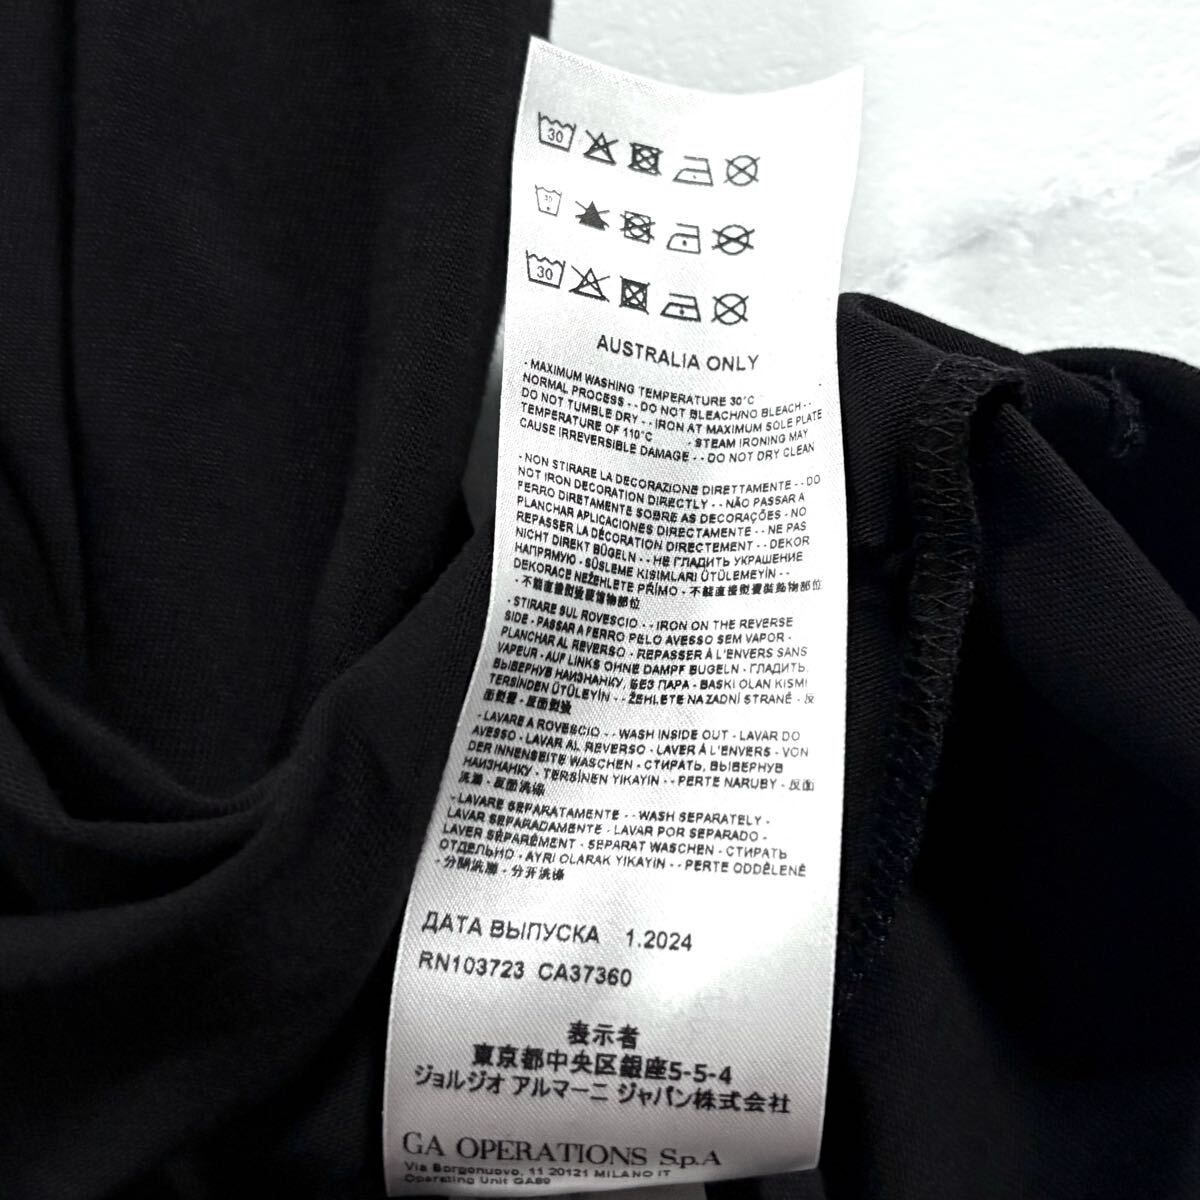 30
30
30
AUSTRALIA ONLY
- MAXIMUM WASHING TEMPERATURE 30°C
NORMAL PROCESS - - DO NOT BLEACH/NO BLEACH - -
DO NOT TUMBLE DRY - - IRON AT MAXIMUM SOLE PLATE
TEMPERATURE OF 110°C - STEAM IRONING MAY
CAUSE IRREVERSIBLE DAMAGE - - DO NOT DRY CLEAN
- NON STIRARE LA DECORAZIONE DIRETTAMENTE - - DO
NOT IRON DECORATION DIRECTLY - - NÃO PASSAR A
FERRO DIRETAMENTE SOBRE AS DECORAÇÕES - NO
PLANCHAR APLICACIONES DIRECTAMENTE - - NE PAS
REPASSER LA DÉCORATION DIRECTEMENT - - DEKOR
NICHT DIREKT BÜGELN - - НЕ ГЛАДИТЬ УКРАШЕНИЕ
НАПРЯМУЮ - SÜSLEME KISIMLARI ÜTÜLEMEYİN - -
DEKORACE NEŽEHLETE PŘÍMO - 不能直接熨燙裝飾物部位
- 不能直接熨烫装饰物部位
- STIRARE SUL ROVESCIO - - IRON ON THE REVERSE
SIDE - PASSAR A FERRO PELO AVESSO SEM VAPOR -
PLANCHAR AL REVERSO - REPASSER À L'ENVERS SANS
VAPEUR - AUF LINKS OHNE DAMPF BUGELN - ГЛАДИТЬ,
ВЫВЕРНУВ НАИЗНАНКУ, БЕЗ ПАРА - BASKI OLAN KISMI
TERSİNDEN ÜTÜLEYİN - - ŽEHLETE NA ZADNÍ STRANĚ - 反
面熨燙 - 反面熨烫
- LAVARE A ROVESCIO - - WASH INSIDE OUT - LAVAR DO
AVESSO - LAVAR AL REVERSO - LAVER À L'ENVERS - VON
DER INNENSEITE WASCHEN - СТИРАТЬ, ВЫВЕРНУВ
НАИЗНАНКУ - TERSİNEN YIKAYIN - - PERTE NARUBY - 反面
洗滌 - 反面洗涤
- LAVARE SEPARATAMENTE - - WASH SEPARATELY -
LAVAR SEPARADAMENTE - LAVAR POR SEPARADO -
LAVER SÉPARÉMENT - SEPARAT WASCHEN - СТИРАТЬ
ОТДЕЛЬНО - AYRI OLARAK YIKAYIN - - PERTE ODDĚLENĚ
- 分開洗滌 - 分开洗涤
ДАТА ВЫПУСКА 1.2024
RN103723 CA37360
表示者
東京都中央区銀座5-5-4
ジョルジオ アルマーニ ジャパン株式会社
GA OPERATIONS S.p.A
Via Borgonuovo, 11 20121 MILANO IT
Operating Unit GA89